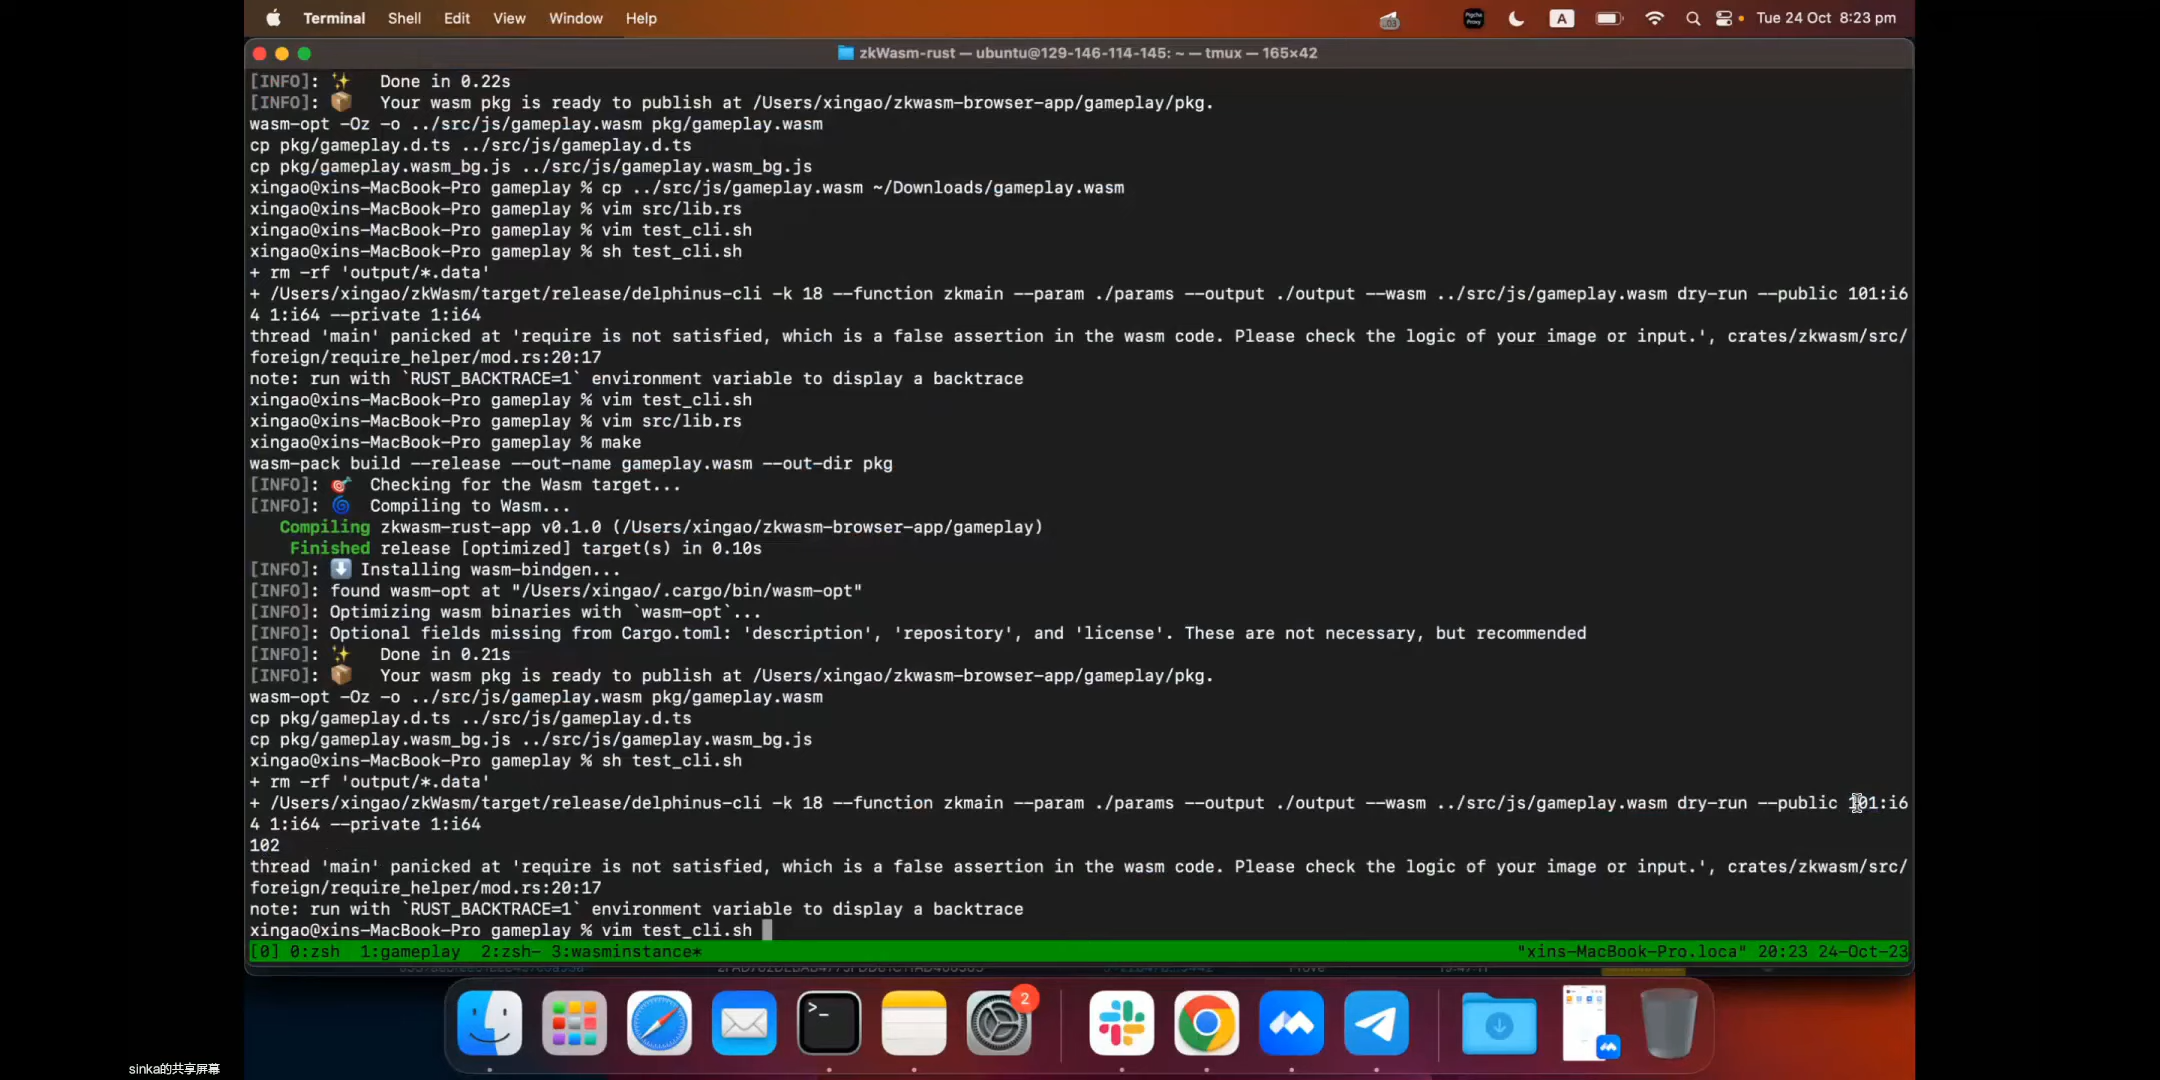 Terminal Shell Edit View Window Help A Tue 24 Oct 8:23 pm
zkWasm-rust — ubuntu@129-146-114-145: ~ — tmux — 165×42
[INFO]: Done in 0.22s
[INFO]: Your wasm pkg is ready to publish at /Users/xingao/zkwasm-browser-app/gameplay/pkg.
wasm-opt -Oz -o ../src/js/gameplay.wasm pkg/gameplay.wasm
cp pkg/gameplay.d.ts ../src/js/gameplay.d.ts
cp pkg/gameplay.wasm_bg.js ../src/js/gameplay.wasm_bg.js
xingao@xins-MacBook-Pro gameplay % cp ../src/js/gameplay.wasm ~/Downloads/gameplay.wasm
xingao@xins-MacBook-Pro gameplay % vim src/lib.rs
xingao@xins-MacBook-Pro gameplay % vim test_cli.sh
xingao@xins-MacBook-Pro gameplay % sh test_cli.sh
+ rm -rf 'output/*.data'
+ /Users/xingao/zkWasm/target/release/delphinus-cli -k 18 --function zkmain --param ./params --output ./output --wasm ../src/js/gameplay.wasm dry-run --public 101:i6
4 1:i64 --private 1:i64
thread 'main' panicked at 'require is not satisfied, which is a false assertion in the wasm code. Please check the logic of your image or input.', crates/zkwasm/src/
foreign/require_helper/mod.rs:20:17
note: run with `RUST_BACKTRACE=1` environment variable to display a backtrace
xingao@xins-MacBook-Pro gameplay % vim test_cli.sh
xingao@xins-MacBook-Pro gameplay % vim src/lib.rs
xingao@xins-MacBook-Pro gameplay % make
wasm-pack build --release --out-name gameplay.wasm --out-dir pkg
[INFO]: Checking for the Wasm target...
[INFO]: Compiling to Wasm...
Compiling zkwasm-rust-app v0.1.0 (/Users/xingao/zkwasm-browser-app/gameplay)
Finished release [optimized] target(s) in 0.10s
[INFO]: Installing wasm-bindgen...
[INFO]: found wasm-opt at "/Users/xingao/.cargo/bin/wasm-opt"
[INFO]: Optimizing wasm binaries with `wasm-opt`...
[INFO]: Optional fields missing from Cargo.toml: 'description', 'repository', and 'license'. These are not necessary, but recommended
[INFO]: Done in 0.21s
[INFO]: Your wasm pkg is ready to publish at /Users/xingao/zkwasm-browser-app/gameplay/pkg.
wasm-opt -Oz -o ../src/js/gameplay.wasm pkg/gameplay.wasm
cp pkg/gameplay.d.ts ../src/js/gameplay.d.ts
cp pkg/gameplay.wasm_bg.js ../src/js/gameplay.wasm_bg.js
xingao@xins-MacBook-Pro gameplay % sh test_cli.sh
+ rm -rf 'output/*.data'
+ /Users/xingao/zkWasm/target/release/delphinus-cli -k 18 --function zkmain --param ./params --output ./output --wasm ../src/js/gameplay.wasm dry-run --public 101:i6
4 1:i64 --private 1:i64
102
thread 'main' panicked at 'require is not satisfied, which is a false assertion in the wasm code. Please check the logic of your image or input.', crates/zkwasm/src/
foreign/require_helper/mod.rs:20:17
note: run with `RUST_BACKTRACE=1` environment variable to display a backtrace
xingao@xins-MacBook-Pro gameplay % vim test_cli.sh
[0] 0:zsh 1:gameplay 2:zsh- 3:wasminstance* "xins-MacBook-Pro.loca" 20:23 24-Oct-23
2
sinka的共享屏幕